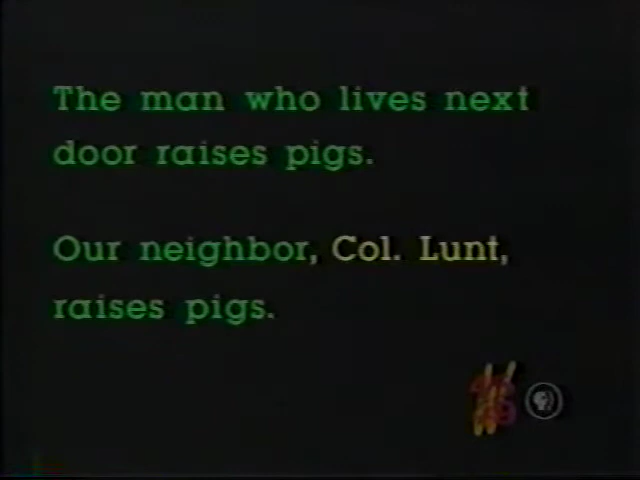 The man who lives next
door raises pigs.
Our neighbor, Col. Lunt,
raises pigs.